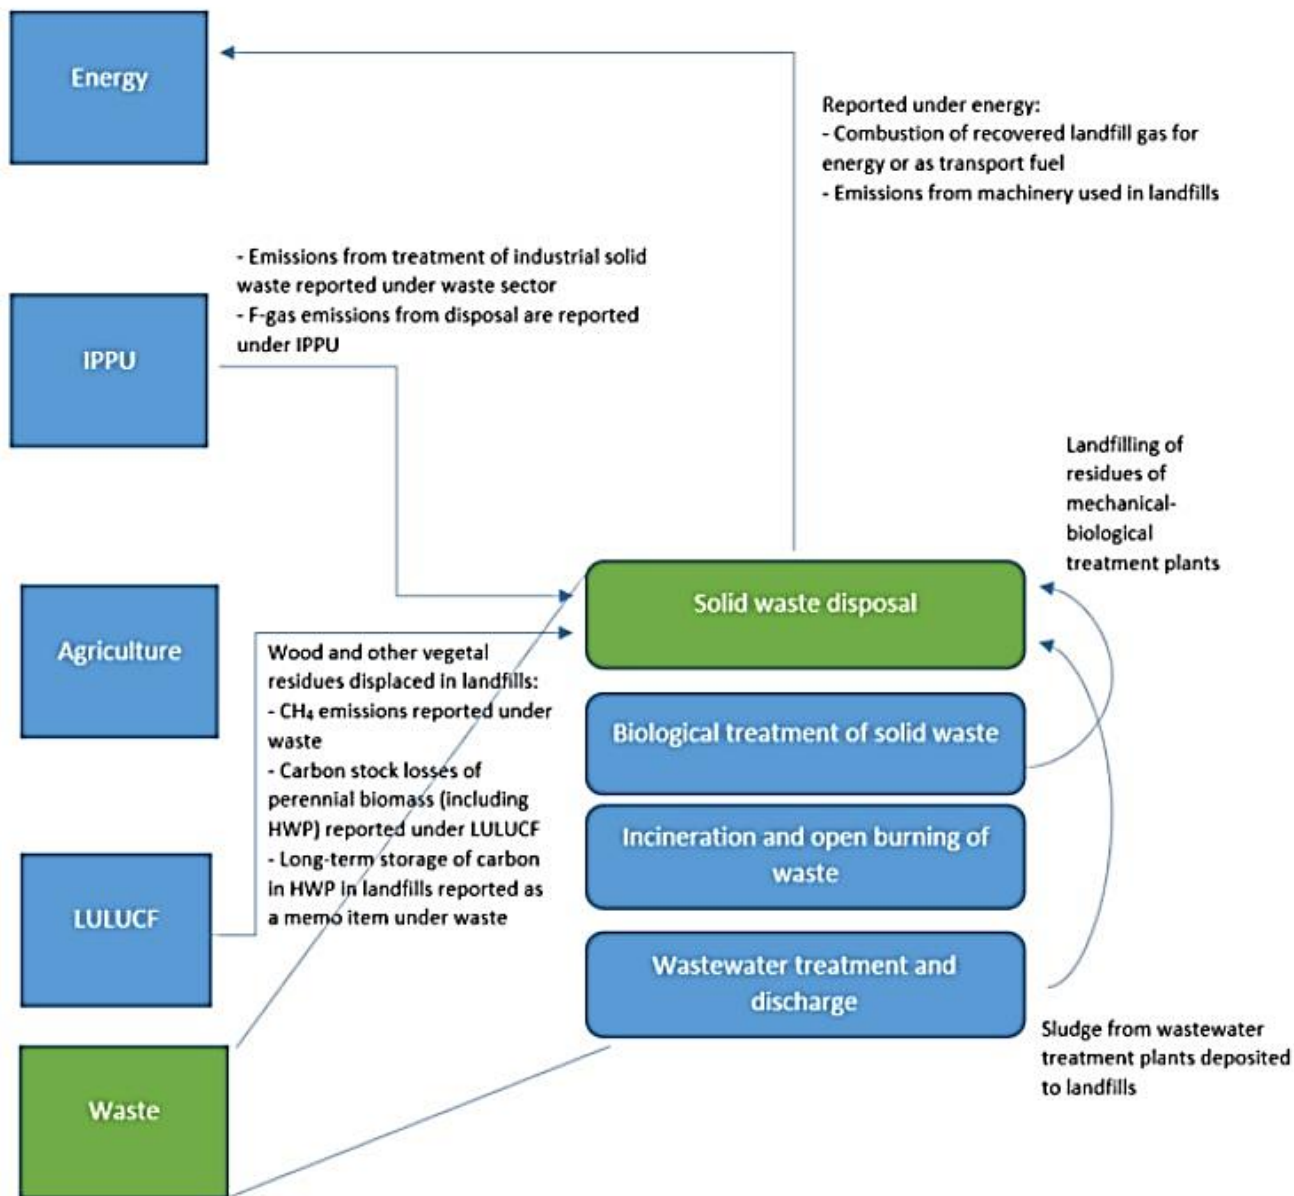 Energy
Reported under energy:
- Combustion of recovered landfill gas for
energy or as transport fuel
- Emissions from machinery used in landfills
- Emissions from treatment of industrial solid
waste reported under waste sector
- F-gas emissions from disposal are reported
under IPPU
IPPU
Landfilling of
residues of
mechanical-
biological
treatment plants
Solid waste disposal
Agriculture
Wood and other vegetal
residues displaced in landfills:
- CH₄ emissions reported under
waste
- Carbon stock losses of
perennial biomass (including
HWP) reported under LULUCF
- Long-term storage of carbon
in HWP in landfills reported as
a memo item under waste
Biological treatment of solid waste
Incineration and open burning of
waste
LULUCF
Wastewater treatment and
discharge
Sludge from wastewater
treatment plants deposited
to landfills
Waste